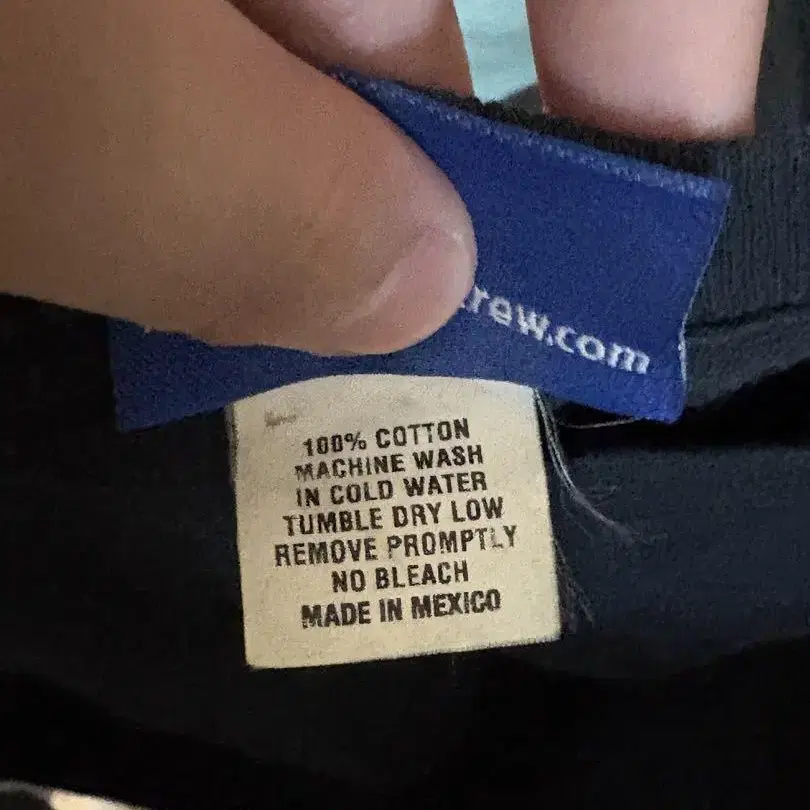 rew.com
100% COTTON
MACHINE WASH
IN COLD WATER
TUMBLE DRY LOW
REMOVE PROMPTLY
NO BLEACH
MADE IN MEXICO